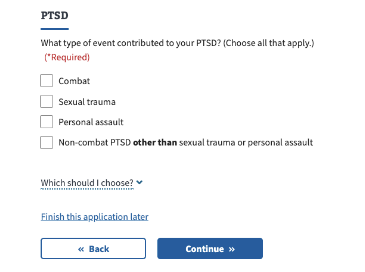 PTSD
What type of event contributed to your PTSD? (Choose all that apply.)
(*Required)
Combat
Sexual trauma
Personal assault
Non-combat PTSD other than sexual trauma or personal assault
Which should I choose?
Finish this application later
« Back
Continue »